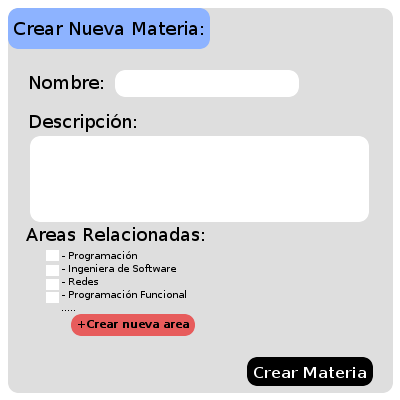 Crear Nueva Materia:
Nombre:
Descripción:
Areas Relacionadas:
- Programación
- Ingeniera de Software
- Redes
- Programación Funcional
.....
+Crear nueva area
Crear Materia